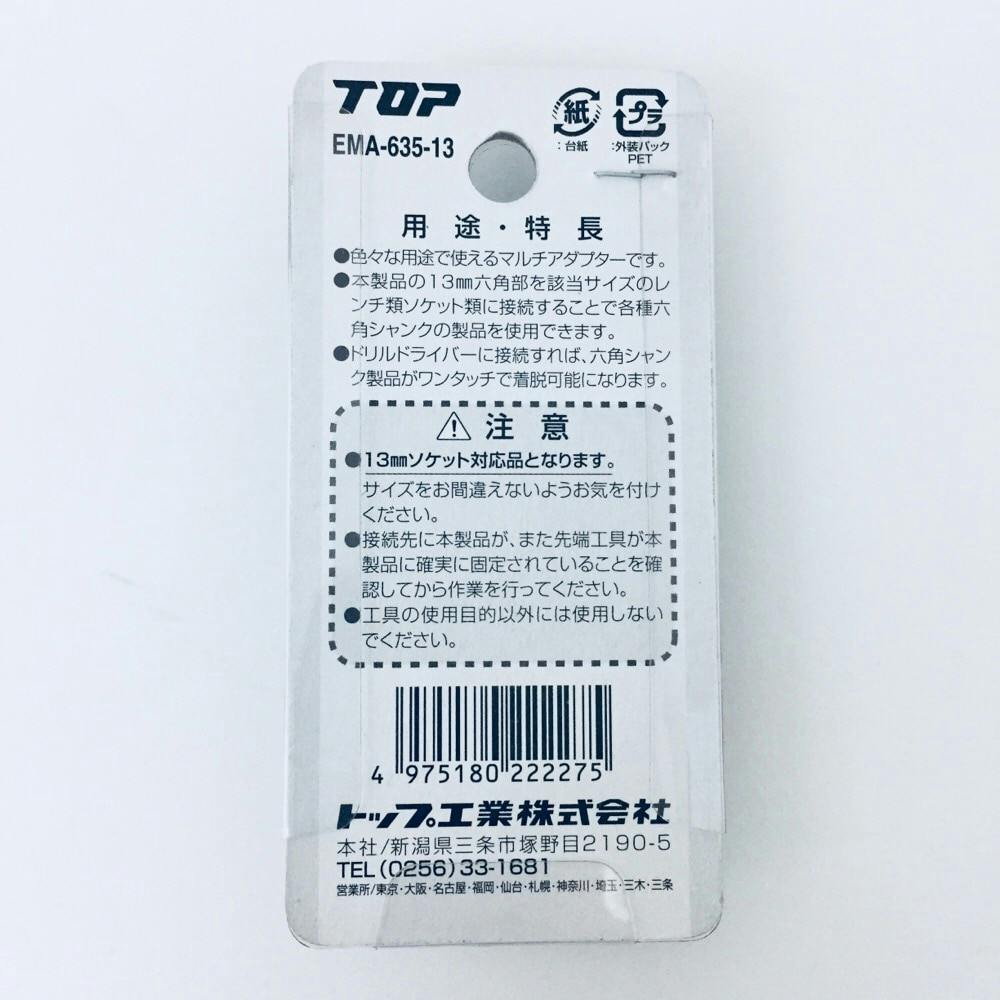 TOP
EMA-635-13
紙
:台紙
プラ
:外装パック
PET
用途・特長
●色々な用途で使えるマルチアダプターです。
●本製品の13㎜六角部を該当サイズのレ
ンチ類ソケット類に接続することで各種六
角シャンクの製品を使用できます。
●ドリルドライバーに接続すれば、六角シャン
ク製品がワンタッチで着脱可能になります。
⚠ 注意
●13㎜ソケット対応品となります。
サイズをお間違えないようお気を付け
ください。
●接続先に本製品が、また先端工具が本
製品に確実に固定されていることを確
認してから作業を行ってください。
●工具の使用目的以外には使用しない
でください。
4 975180 222275
トップ工業株式会社
本社/新潟県三条市塚野目2190-5
TEL(0256)33-1681
営業所/東京・大阪・名古屋・福岡・仙台・札幌・神奈川・埼玉・三木・三条